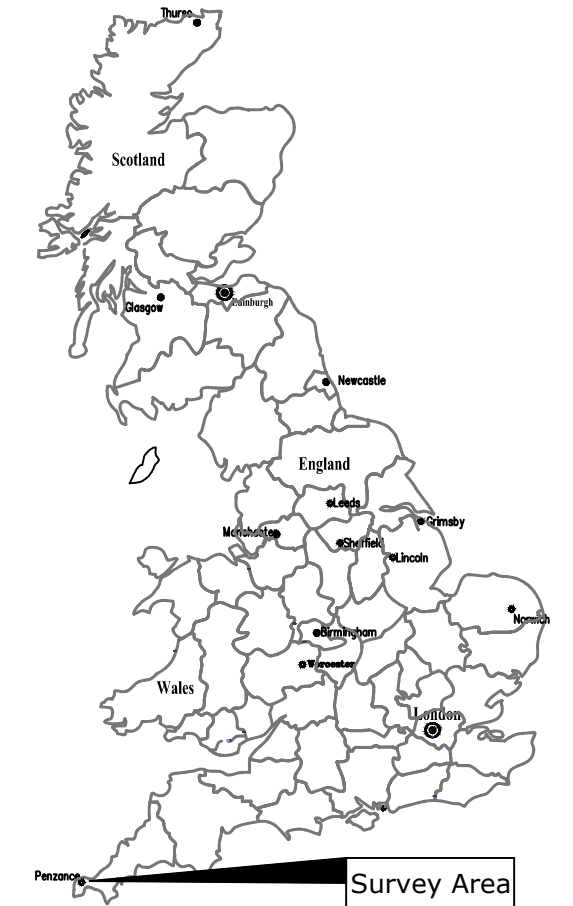 Thurso
Scotland
Edinburgh
Glasgow
Newcastle
England
Leeds
Grimsby
Manchester
Sheffield
Lincoln
Norwich
Birmingham
Worcester
Wales
London
Penzance
Survey Area